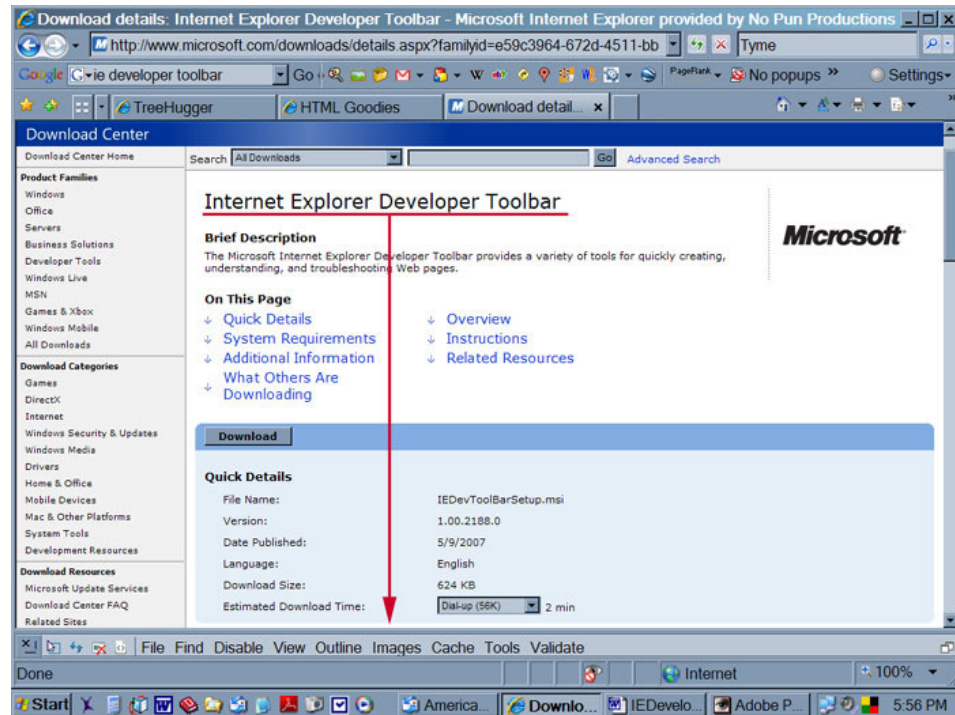 Download details: Internet Explorer Developer Toolbar - Microsoft Internet Explorer provided by No Pun Productions
http://www.microsoft.com/downloads/details.aspx?familyid=e59c3964-672d-4511-bb
Tyme
Google
ie developer toolbar
Go
PageRank
No popups »
Settings
TreeHugger
HTML Goodies
Download detail...
Download Center
Download Center Home
Search
All Downloads
Go
Advanced Search
Product Families
Windows
Office
Servers
Business Solutions
Developer Tools
Windows Live
MSN
Games & Xbox
Windows Mobile
All Downloads
Download Categories
Games
DirectX
Internet
Windows Security & Updates
Windows Media
Drivers
Home & Office
Mobile Devices
Mac & Other Platforms
System Tools
Development Resources
Download Resources
Microsoft Update Services
Download Center FAQ
Related Sites
Internet Explorer Developer Toolbar
Microsoft
Brief Description
The Microsoft Internet Explorer Developer Toolbar provides a variety of tools for quickly creating,
understanding, and troubleshooting Web pages.
On This Page
Quick Details
Overview
System Requirements
Instructions
Additional Information
Related Resources
What Others Are
Downloading
Download
Quick Details
File Name: IEDevToolBarSetup.msi
Version: 1.00.2188.0
Date Published: 5/9/2007
Language: English
Download Size: 624 KB
Estimated Download Time: Dial-up (56K) 2 min
File Find Disable View Outline Images Cache Tools Validate
Done
Internet
100%
Start
America...
Downlo...
IEDevelo...
Adobe P...
5:56 PM